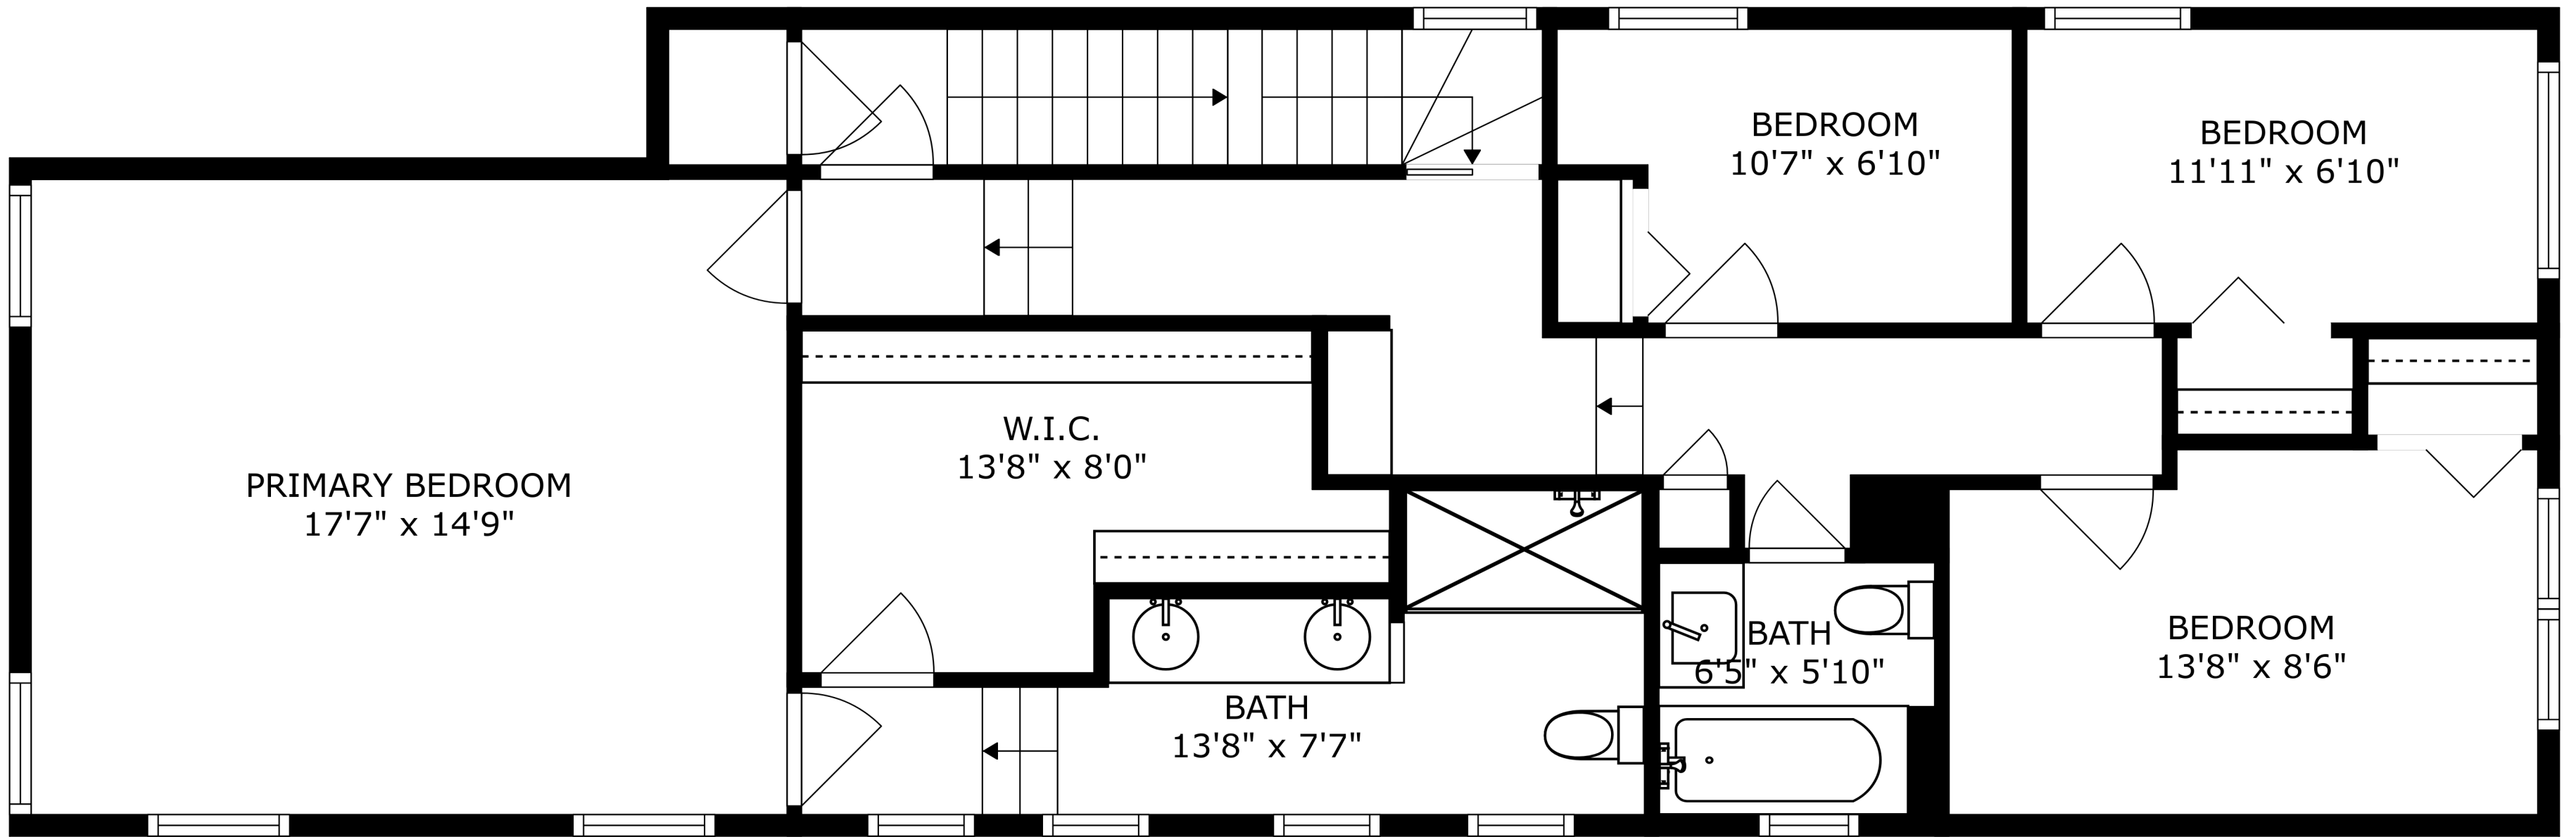 BEDROOM
10'7" x 6'10"
BEDROOM
11'11" x 6'10"
PRIMARY BEDROOM
17'7" x 14'9"
W.I.C.
13'8" x 8'0"
BATH
13'8" x 7'7"
BATH
6'5" x 5'10"
BEDROOM
13'8" x 8'6"